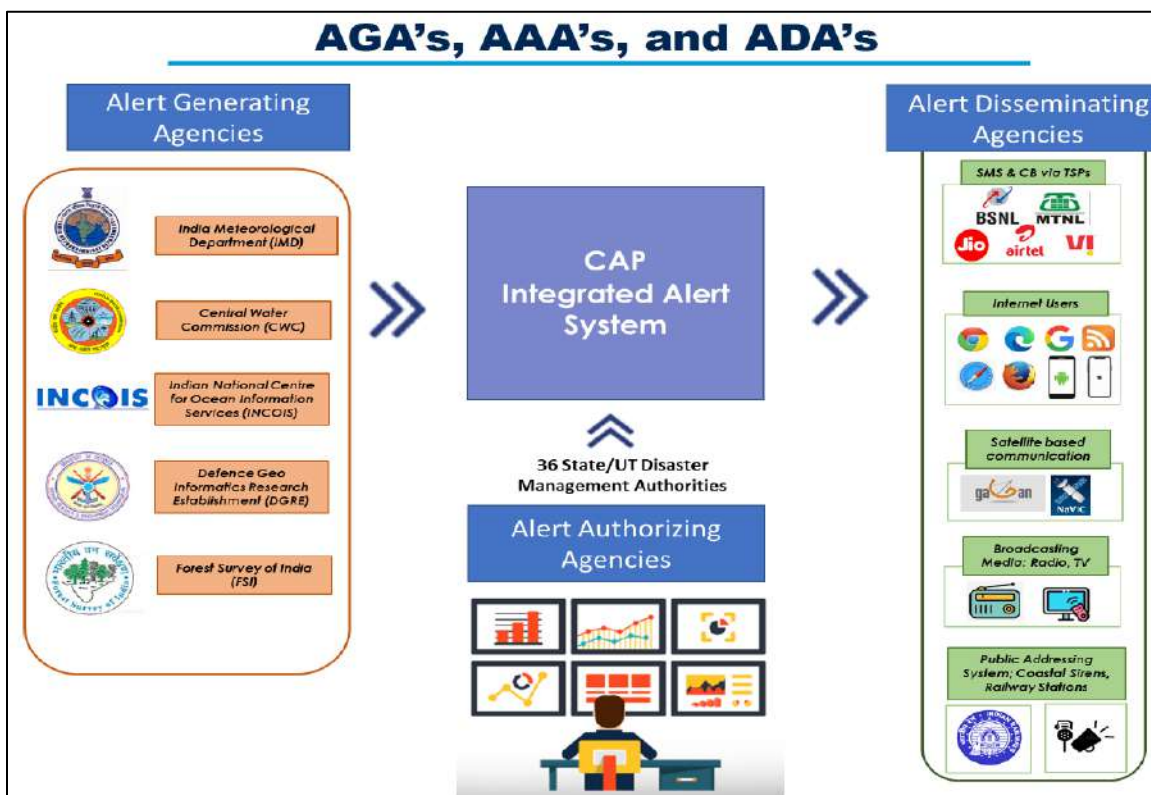 AGA's, AAA's, and ADA's
Alert Generating
Agencies
India Meteorological
Department (IMD)
Central Water
Commission (CWC)
INCOIS
Indian National Centre
for Ocean Information
Services (INCOIS)
Defence Geo
Informatics Research
Establishment (DGRE)
Forest Survey of India
(FSI)
CAP
Integrated Alert
System
36 State/UT Disaster
Management Authorities
Alert Authorizing
Agencies
Alert Disseminating
Agencies
SMS & CB via TSPs
BSNL
MTNL
Jio
airtel
VI
Internet Users
Satellite based
communication
gagan
NaVIC
Broadcasting
Media: Radio, TV
Public Addressing
System; Coastal Sirens,
Railway Stations